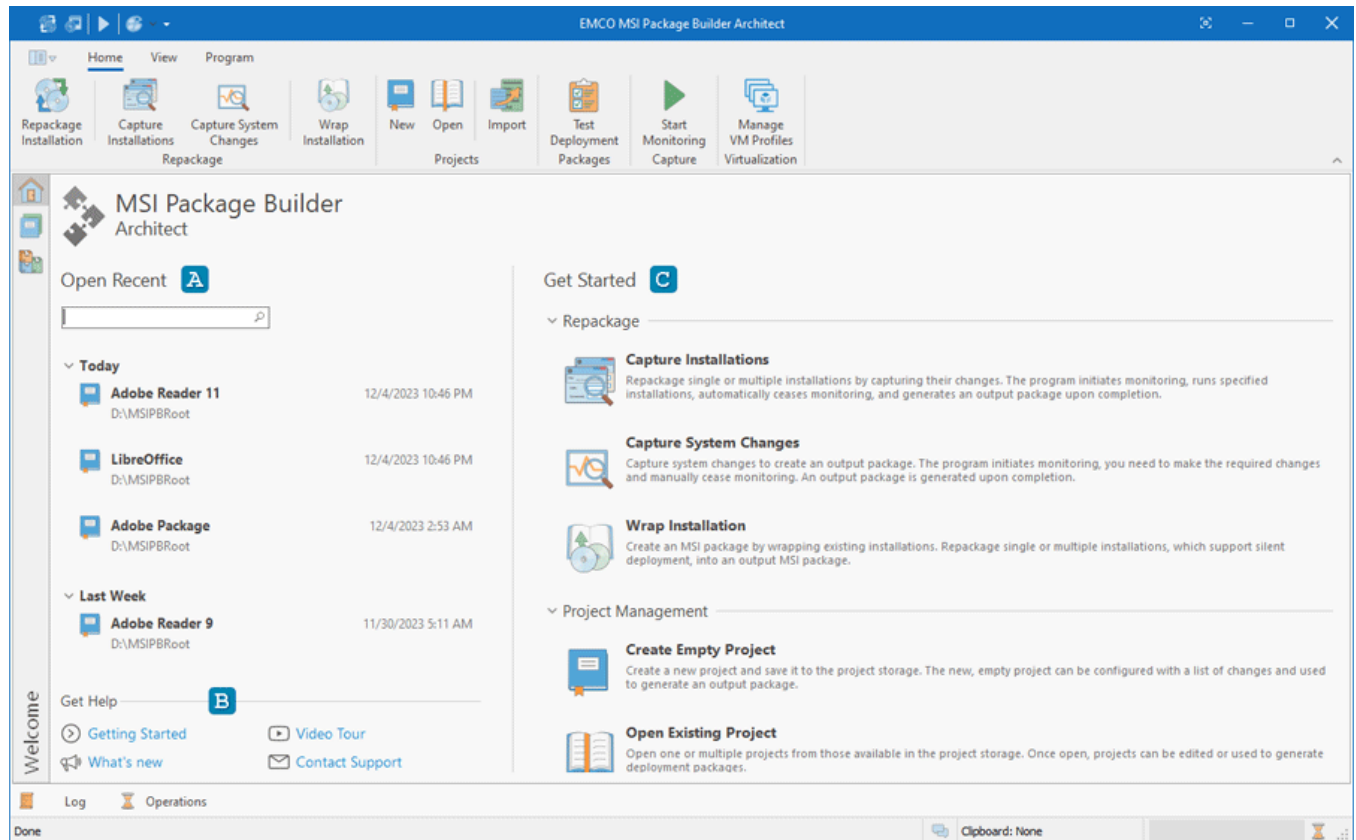 EMCO MSI Package Builder Architect
Home View Program
Repackage Installation
Capture Installations
Capture System Changes
Wrap Installation
New
Open
Import
Test Deployment
Start Monitoring
Manage VM Profiles
Repackage
Projects
Packages
Capture
Virtualization
MSI Package Builder
Architect
Open Recent A
Today
Adobe Reader 11 12/4/2023 10:46 PM
D:\MSIPBRoot
LibreOffice 12/4/2023 10:46 PM
D:\MSIPBRoot
Adobe Package 12/4/2023 2:53 AM
D:\MSIPBRoot
Last Week
Adobe Reader 9 11/30/2023 5:11 AM
D:\MSIPBRoot
Get Help B
Getting Started Video Tour
What's new Contact Support
Welcome
Get Started C
Repackage
Capture Installations
Repackage single or multiple installations by capturing their changes. The program initiates monitoring, runs specified
installations, automatically ceases monitoring, and generates an output package upon completion.
Capture System Changes
Capture system changes to create an output package. The program initiates monitoring, you need to make the required changes
and manually cease monitoring. An output package is generated upon completion.
Wrap Installation
Create an MSI package by wrapping existing installations. Repackage single or multiple installations, which support silent
deployment, into an output MSI package.
Project Management
Create Empty Project
Create a new project and save it to the project storage. The new, empty project can be configured with a list of changes and used
to generate an output package.
Open Existing Project
Open one or multiple projects from those available in the project storage. Once open, projects can be edited or used to generate
deployment packages.
Log Operations
Done Clipboard: None